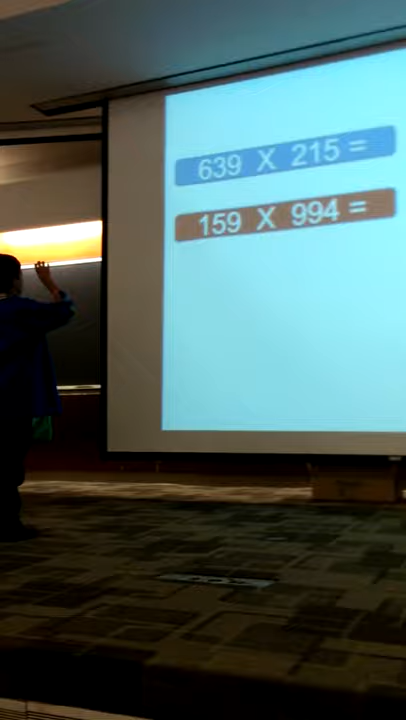 639 X 215 =
159 X 994 =